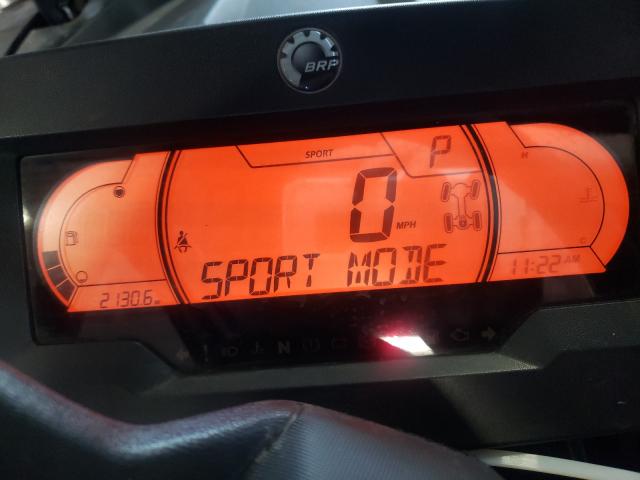 BRP
SPORT
P
0 MPH
H
C
SPORT MODE
2130.6
11:22 AM
N